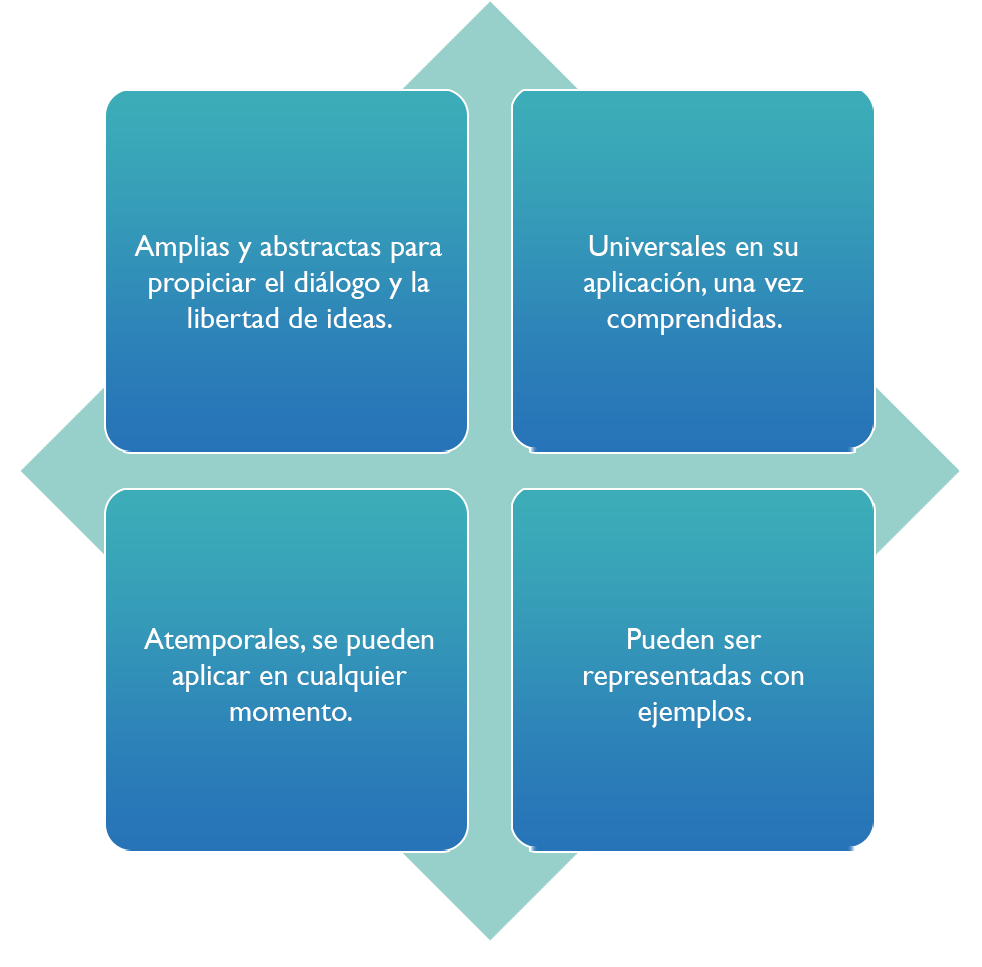 Amplias y abstractas para
propiciar el diálogo y la
libertad de ideas.
Universales en su
aplicación, una vez
comprendidas.
Atemporales, se pueden
aplicar en cualquier
momento.
Pueden ser
representadas con
ejemplos.